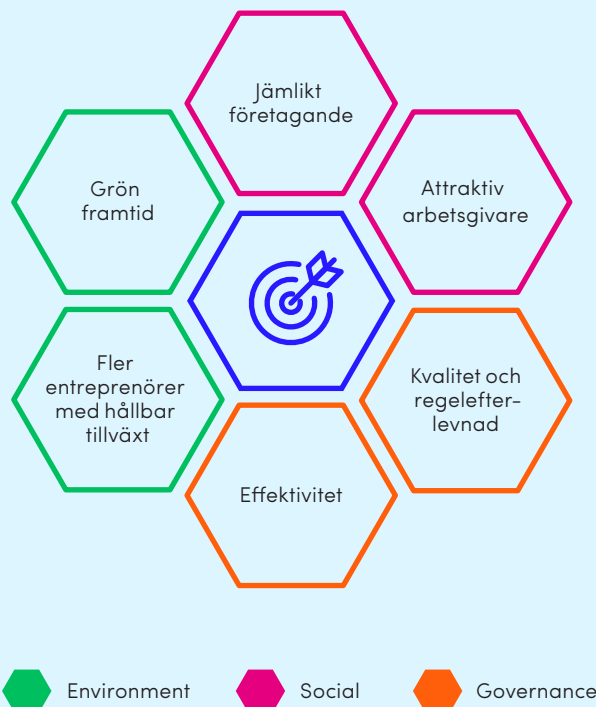 Jämlikt
företagande
Grön
framtid
Attraktiv
arbetsgivare
Fler
entreprenörer
med hållbar
tillväxt
Kvalitet och
regelefter-
levnad
Effektivitet
Environment
Social
Governance